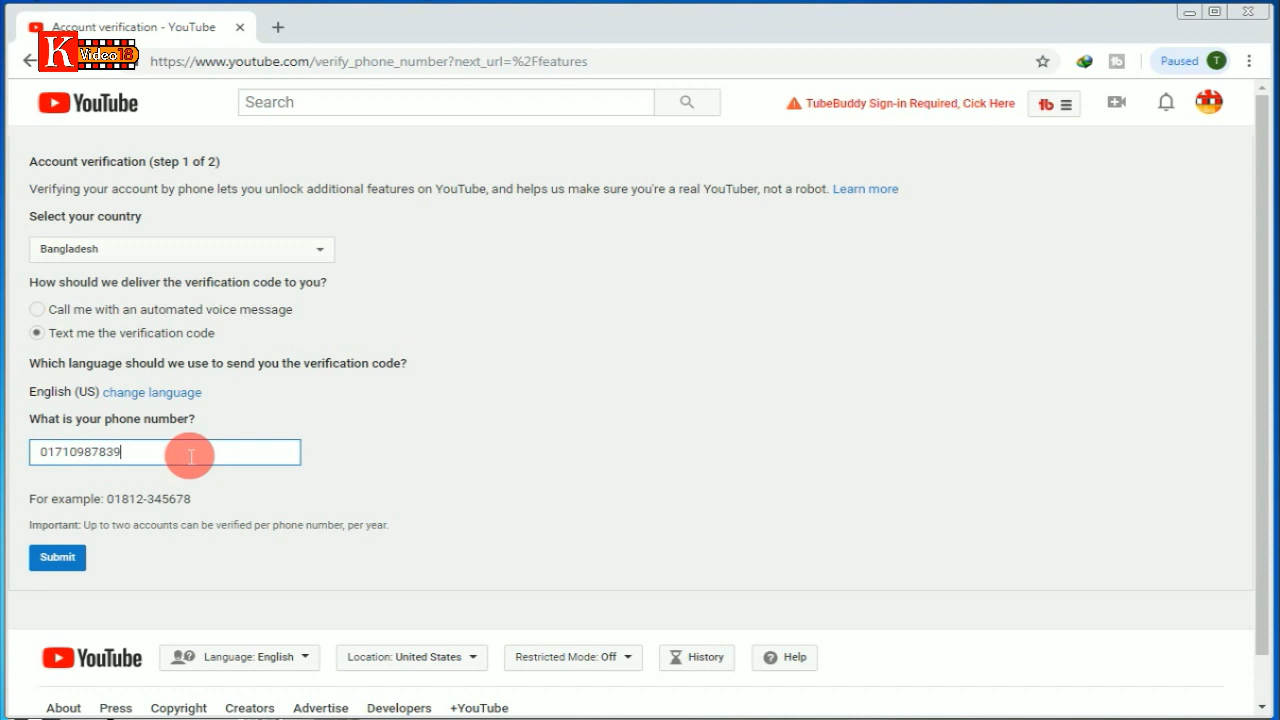 Account verification - YouTube
K Video18
https://www.youtube.com/verify_phone_number?next_url=%2Ffeatures
Paused T
YouTube
Search
TubeBuddy Sign-in Required, Cick Here
tb
Account verification (step 1 of 2)
Verifying your account by phone lets you unlock additional features on YouTube, and helps us make sure you're a real YouTuber, not a robot. Learn more
Select your country
Bangladesh
How should we deliver the verification code to you?
Call me with an automated voice message
Text me the verification code
Which language should we use to send you the verification code?
English (US) change language
What is your phone number?
01710987839
For example: 01812-345678
Important: Up to two accounts can be verified per phone number, per year.
Submit
YouTube
Language: English
Location: United States
Restricted Mode: Off
History
Help
About Press Copyright Creators Advertise Developers +YouTube